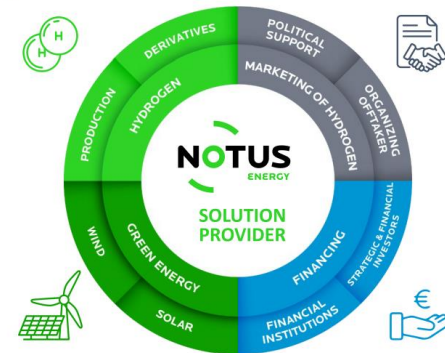 H
H
PRODUCTION
DERIVATIVES
HYDROGEN
POLITICAL
SUPPORT
MARKETING OF HYDROGEN
ORGANIZING
OFFTAKER
NOTUS
ENERGY
SOLUTION
PROVIDER
WIND
SOLAR
GREEN ENERGY
FINANCING
FINANCIAL
INSTITUTIONS
STRATEGIC & FINANCIAL
INVESTORS
€